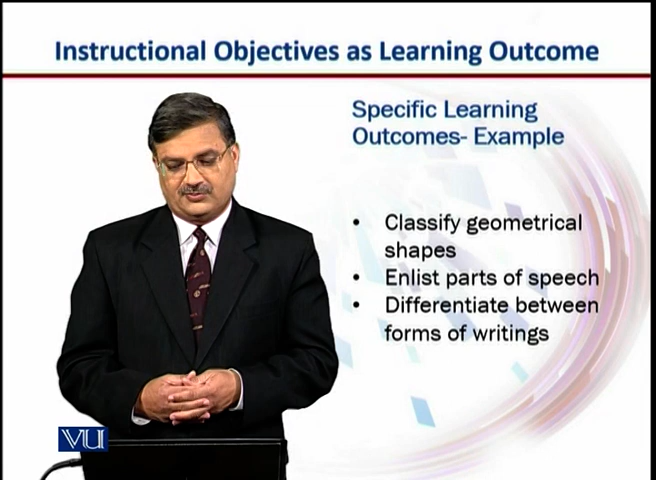 Instructional Objectives as Learning Outcome
Specific Learning
Outcomes- Example
• Classify geometrical
shapes
• Enlist parts of speech
• Differentiate between
forms of writings
VU